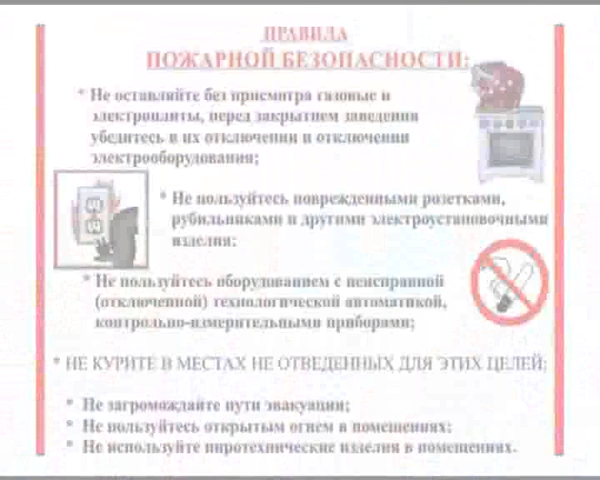 ПРАВИЛА
ПОЖАРНОЙ БЕЗОПАСНОСТИ:
* Не оставляйте без присмотра газовые и
электроплиты, перед закрытием заведения
убедитесь в их отключении и отключении
электрооборудования;
* Не пользуйтесь поврежденными розетками,
рубильниками и другими электроустановочными
изделия;
* Не пользуйтесь оборудованием с неисправной
(отключенной) технологической автоматикой,
контрольно-измерительными приборами;
* НЕ КУРИТЕ В МЕСТАХ НЕ ОТВЕДЕННЫХ ДЛЯ ЭТИХ ЦЕЛЕЙ;
* Не загромождайте пути эвакуации;
* Не пользуйтесь открытым огнем в помещениях;
* Не используйте пиротехнические изделия в помещениях.